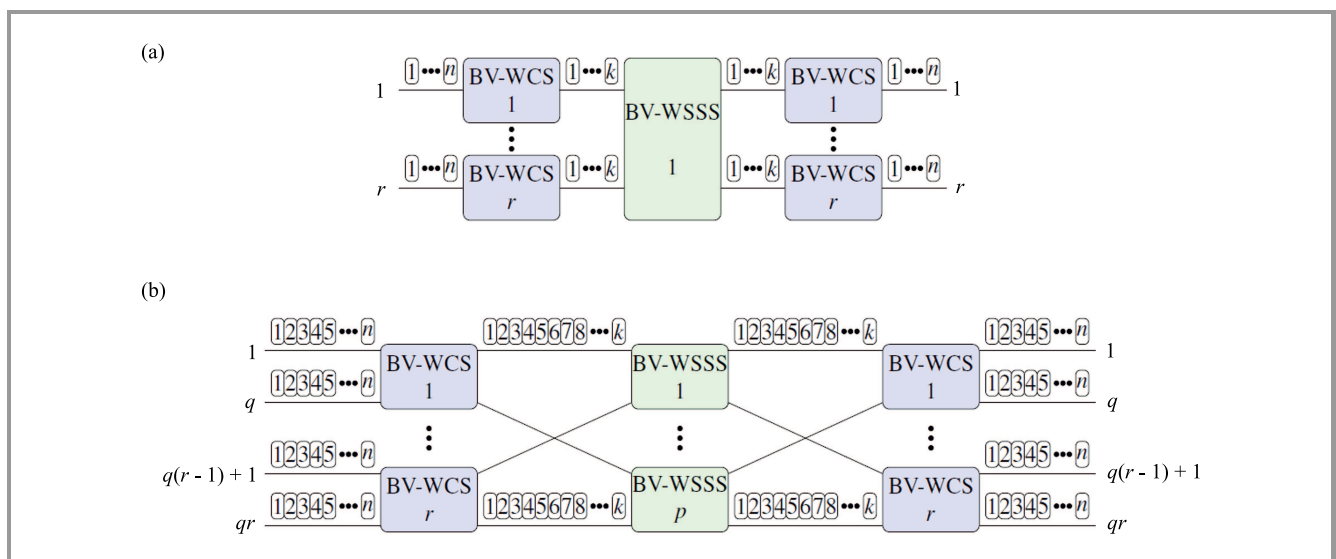 (a)
1 ••• n 1 ••• k 1 ••• k 1 ••• n
1 BV-WCS 1 BV-WSSS 1 BV-WCS 1 1
1 ••• n 1 ••• k 1 ••• k 1 ••• n
r BV-WCS r BV-WCS r r
(b)
12345 ••• n 12345678 ••• k 12345678 ••• k 12345 ••• n
1 BV-WCS 1 BV-WSSS 1 BV-WCS 1 1
12345 ••• n 12345 ••• n
q q
12345 ••• n 12345 ••• n
q(r - 1) + 1 BV-WCS r BV-WSSS p BV-WCS r q(r - 1) + 1
12345 ••• n 12345678 ••• k 12345678 ••• k 12345 ••• n
qr qr